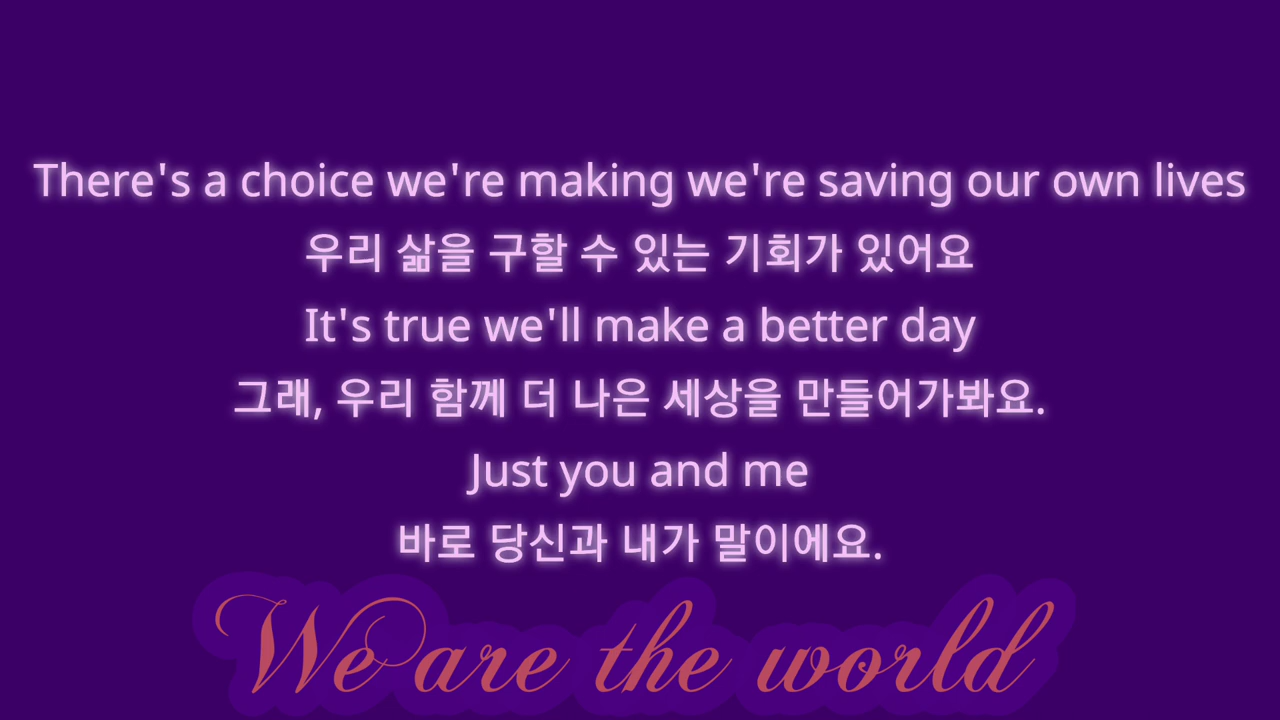 There's a choice we're making we're saving our own lives
우리 삶을 구할 수 있는 기회가 있어요
It's true we'll make a better day
그래, 우리 함께 더 나은 세상을 만들어가봐요.
Just you and me
바로 당신과 내가 말이에요.
We are the world